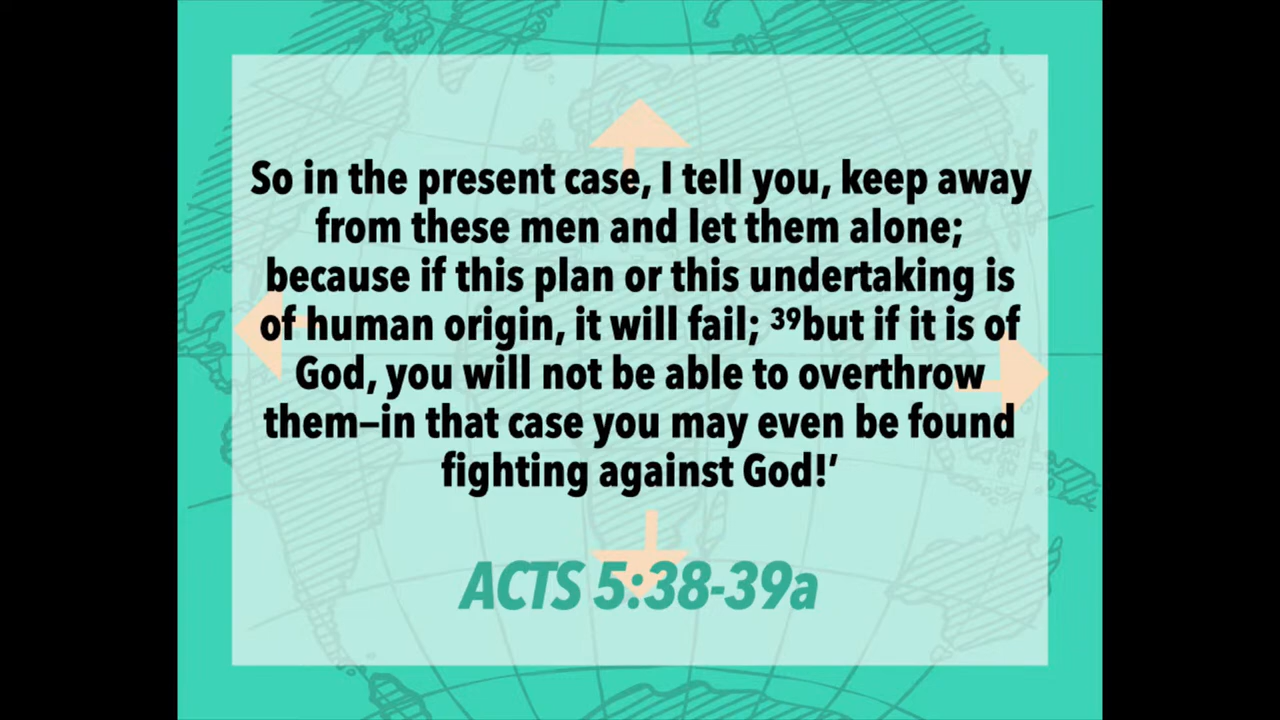 So in the present case, I tell you, keep away
from these men and let them alone;
because if this plan or this undertaking is
of human origin, it will fail; ³⁹but if it is of
God, you will not be able to overthrow
them—in that case you may even be found
fighting against God!’
ACTS 5:38-39a